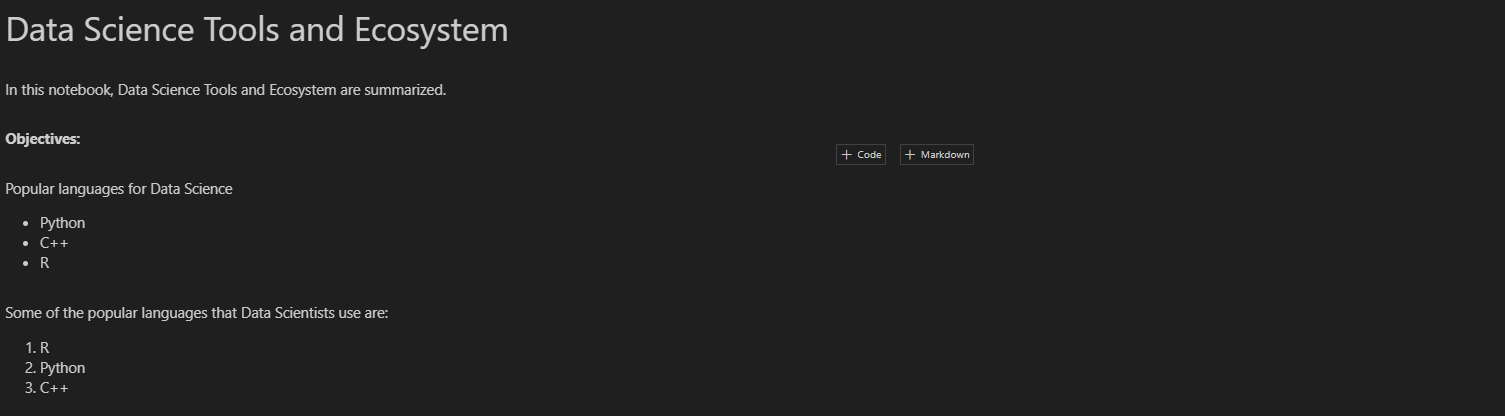 Data Science Tools and Ecosystem
In this notebook, Data Science Tools and Ecosystem are summarized.
Objectives:
+ Code + Markdown
Popular languages for Data Science
• Python
• C++
• R
Some of the popular languages that Data Scientists use are:
1. R
2. Python
3. C++